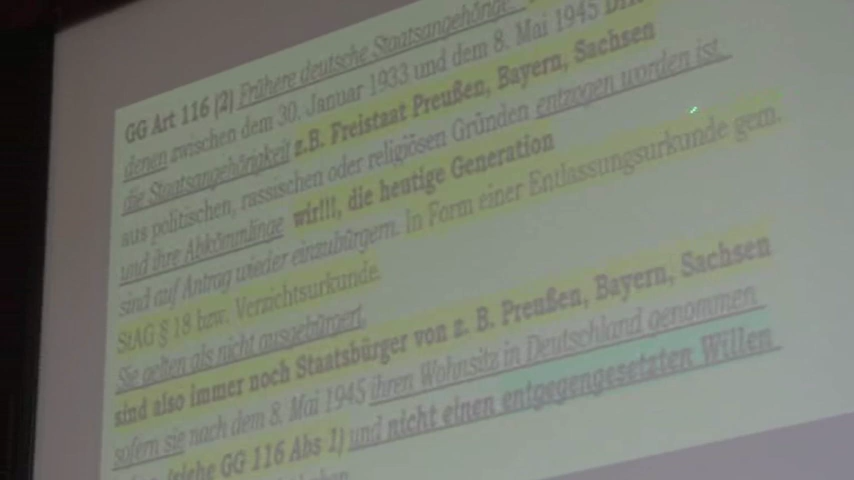 GG Art 116 (2) Frühere deutsche Staatsangehörige,
denen zwischen dem 30. Januar 1933 und dem 8. Mai 1945
die Staatsangehörigkeit z.B. Freistaat Preußen, Bayern, Sachsen
aus politischen, rassischen oder religiösen Gründen entzogen worden ist,
und ihre Abkömmlinge wir!!!, die heutige Generation
sind auf Antrag wieder einzubürgern. In Form einer Entlassungsurkunde gem.
StAG § 18 bzw. Verzichtsurkunde.
Sie gelten als nicht ausgebürgert,
sind also immer noch Staatsbürger von z. B. Preußen, Bayern, Sachsen
sofern sie nach dem 8. Mai 1945 ihren Wohnsitz in Deutschland genommen
(siehe GG 116 Abs 1) und nicht einen entgegengesetzten Willen